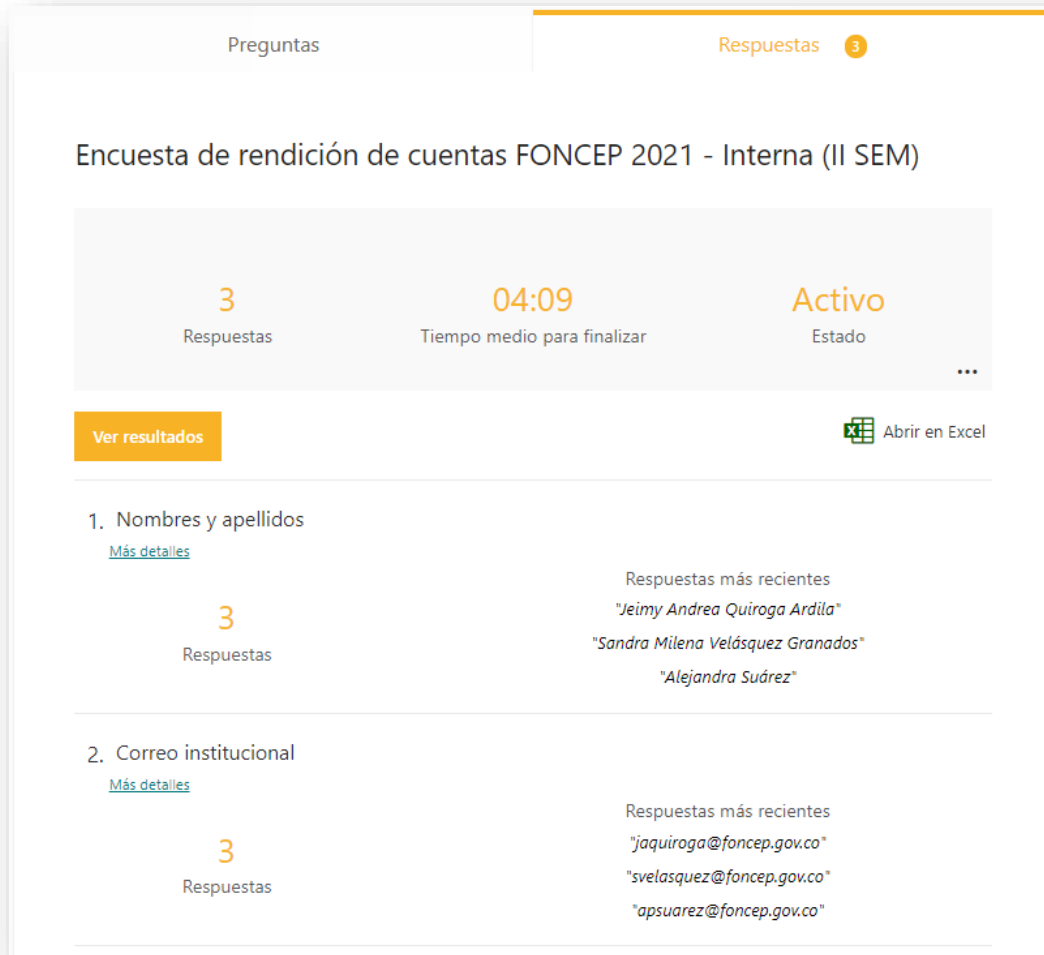 Preguntas
Respuestas 3
Encuesta de rendición de cuentas FONCEP 2021 - Interna (II SEM)
3
Respuestas
04:09
Tiempo medio para finalizar
Activo
Estado
...
Ver resultados
Abrir en Excel
1. Nombres y apellidos
Más detalles
3
Respuestas
Respuestas más recientes
"Jeimy Andrea Quiroga Ardila"
"Sandra Milena Velásquez Granados"
"Alejandra Suárez"
2. Correo institucional
Más detalles
3
Respuestas
Respuestas más recientes
"jaquiroga@foncep.gov.co"
"svelasquez@foncep.gov.co"
"apsuarez@foncep.gov.co"